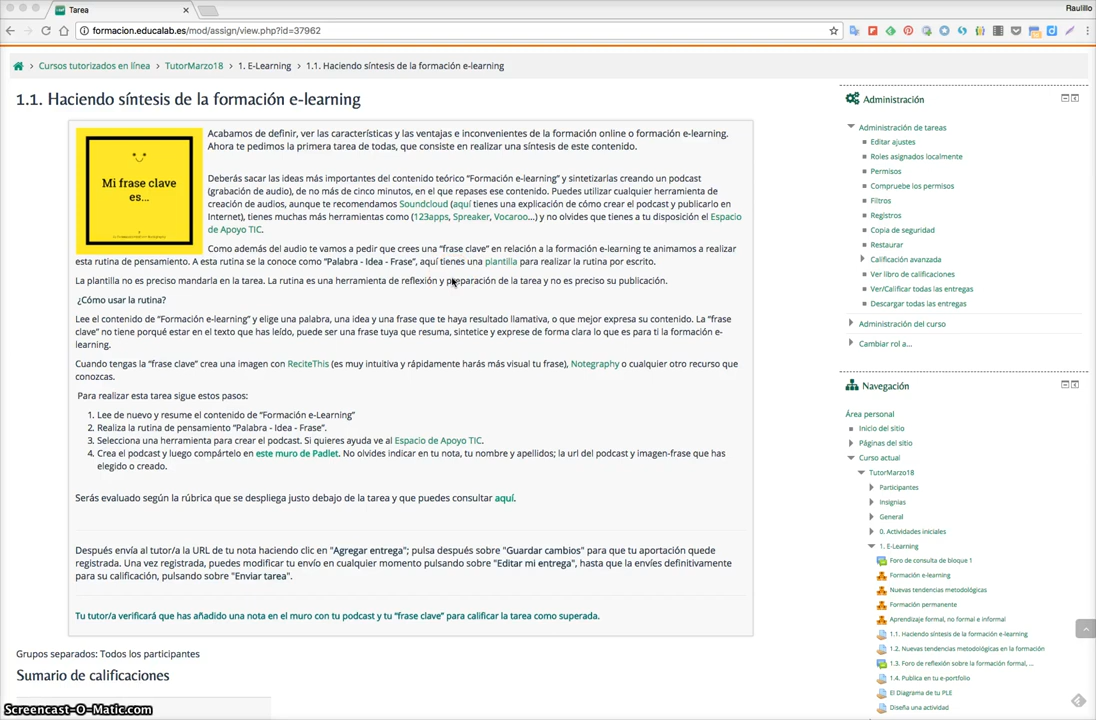 Tarea
Raulillo
formacion.educalab.es/mod/assign/view.php?id=37962
Cursos tutorizados en línea > TutorMarzo18 > 1. E-Learning > 1.1. Haciendo síntesis de la formación e-learning
1.1. Haciendo síntesis de la formación e-learning
Mi frase clave
es...
Acabamos de definir, ver las características y las ventajas e inconvenientes de la formación online o formación e-learning.
Ahora te pedimos la primera tarea de todas, que consiste en realizar una síntesis de este contenido.
Deberás sacar las ideas más importantes del contenido teórico “Formación e-learning” y sintetizarlas creando un podcast
(grabación de audio), de no más de cinco minutos, en el que repases ese contenido. Puedes utilizar cualquier herramienta de
creación de audios, aunque te recomendamos Soundcloud (aquí tienes una explicación de cómo crear el podcast y publicarlo en
Internet), tienes muchas más herramientas como (123apps, Spreaker, Vocaroo...) y no olvides que tienes a tu disposición el Espacio
de Apoyo TIC.
Como además del audio te vamos a pedir que crees una “frase clave” en relación a la formación e-learning te animamos a realizar
esta rutina de pensamiento. A esta rutina se la conoce como “Palabra - Idea - Frase”, aquí tienes una plantilla para realizar la rutina por escrito.
La plantilla no es preciso mandarla en la tarea. La rutina es una herramienta de reflexión y preparación de la tarea y no es preciso su publicación.
¿Cómo usar la rutina?
Lee el contenido de “Formación e-learning” y elige una palabra, una idea y una frase que te haya resultado llamativa, o que mejor expresa su contenido. La “frase
clave” no tiene porqué estar en el texto que has leído, puede ser una frase tuya que resuma, sintetice y exprese de forma clara lo que es para ti la formación e-
learning.
Cuando tengas la “frase clave” crea una imagen con ReciteThis (es muy intuitiva y rápidamente harás más visual tu frase), Notegraphy o cualquier otro recurso que
conozcas.
Para realizar esta tarea sigue estos pasos:
1. Lee de nuevo y resume el contenido de “Formación e-Learning”
2. Realiza la rutina de pensamiento “Palabra - Idea - Frase”.
3. Selecciona una herramienta para crear el podcast. Si quieres ayuda ve al Espacio de Apoyo TIC.
4. Crea el podcast y luego compártelo en este muro de Padlet. No olvides indicar en tu nota, tu nombre y apellidos; la url del podcast y imagen-frase que has
elegido o creado.
Serás evaluado según la rúbrica que se despliega justo debajo de la tarea y que puedes consultar aquí.
Después envía al tutor/a la URL de tu nota haciendo clic en "Agregar entrega"; pulsa después sobre "Guardar cambios" para que tu aportación quede
registrada. Una vez registrada, puedes modificar tu envío en cualquier momento pulsando sobre "Editar mi entrega", hasta que la envíes definitivamente
para su calificación, pulsando sobre "Enviar tarea".
Tu tutor/a verificará que has añadido una nota en el muro con tu podcast y tu “frase clave” para calificar la tarea como superada.
Grupos separados: Todos los participantes
Sumario de calificaciones
Administración
Administración de tareas
Editar ajustes
Roles asignados localmente
Permisos
Compruebe los permisos
Filtros
Registros
Copia de seguridad
Restaurar
Calificación avanzada
Ver libro de calificaciones
Ver/Calificar todas las entregas
Descargar todas las entregas
Administración del curso
Cambiar rol a...
Navegación
Área personal
Inicio del sitio
Páginas del sitio
Curso actual
TutorMarzo18
Participantes
Insignias
General
0. Actividades iniciales
1. E-Learning
Foro de consulta de bloque 1
Formación e-learning
Nuevas tendencias metodológicas
Formación permanente
Aprendizaje formal, no formal e informal
1.1. Haciendo síntesis de la formación e-learning
1.2. Nuevas tendencias metodológicas en la formación
1.3. Foro de reflexión sobre la formación formal, ...
1.4. Publica en tu e-portfolio
El Diagrama de tu PLE
Diseña una actividad
Screencast-O-Matic.com